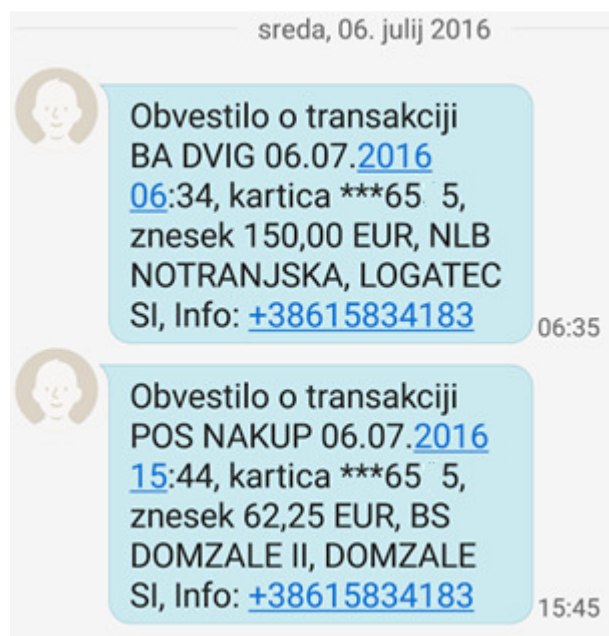 sreda, 06. julij 2016
Obvestilo o transakciji
BA DVIG 06.07.2016
06:34, kartica ***65 5,
znesek 150,00 EUR, NLB
NOTRANJSKA, LOGATEC
SI, Info: +38615834183
06:35
Obvestilo o transakciji
POS NAKUP 06.07.2016
15:44, kartica ***65 5,
znesek 62,25 EUR, BS
DOMZALE II, DOMZALE
SI, Info: +38615834183
15:45